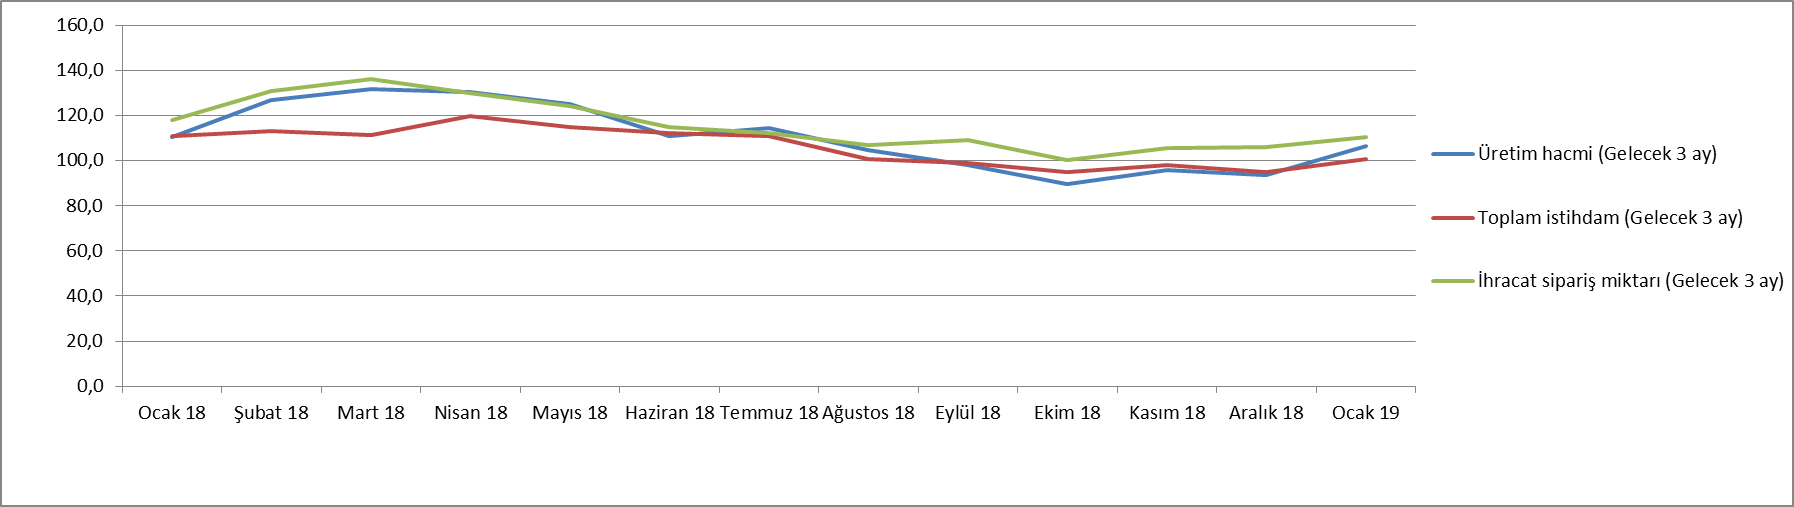 160,0
140,0
120,0
100,0
80,0
60,0
40,0
20,0
0,0
Ocak 18 Şubat 18 Mart 18 Nisan 18 Mayıs 18 Haziran 18 Temmuz 18 Ağustos 18 Eylül 18 Ekim 18 Kasım 18 Aralık 18 Ocak 19
Üretim hacmi (Gelecek 3 ay)
Toplam istihdam (Gelecek 3 ay)
İhracat sipariş miktarı (Gelecek 3 ay)